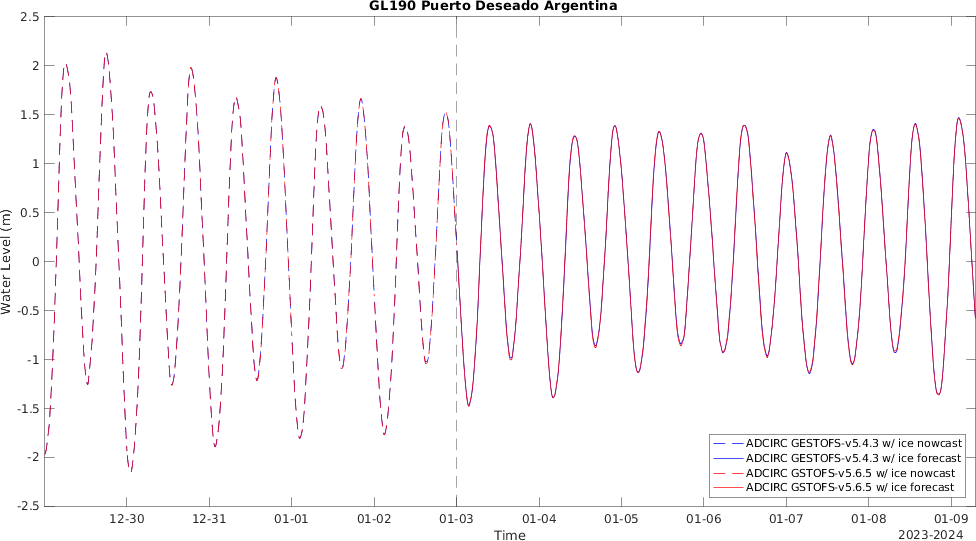 GL190 Puerto Deseado Argentina
2.5
2
1.5
1
0.5
0
-0.5
-1
-1.5
-2
-2.5
Water Level (m)
ADCIRC GESTOFS-v5.4.3 w/ ice nowcast
ADCIRC GESTOFS-v5.4.3 w/ ice forecast
ADCIRC GSTOFS-v5.6.5 w/ ice nowcast
ADCIRC GSTOFS-v5.6.5 w/ ice forecast
12-30 12-31 01-01 01-02 01-03 01-04 01-05 01-06 01-07 01-08 01-09
Time
2023-2024